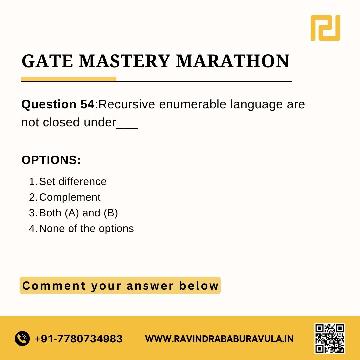 GATE MASTERY MARATHON
Question 54:Recursive enumerable language are
not closed under___
OPTIONS:
1. Set difference
2. Complement
3. Both (A) and (B)
4. None of the options
Comment your answer below
+91-7780734983 WWW.RAVINDRABABURAVULA.IN